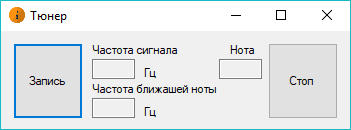 Тюнер
Частота сигнала
Нота
Запись
Гц
Стоп
Частота ближашей ноты
Гц